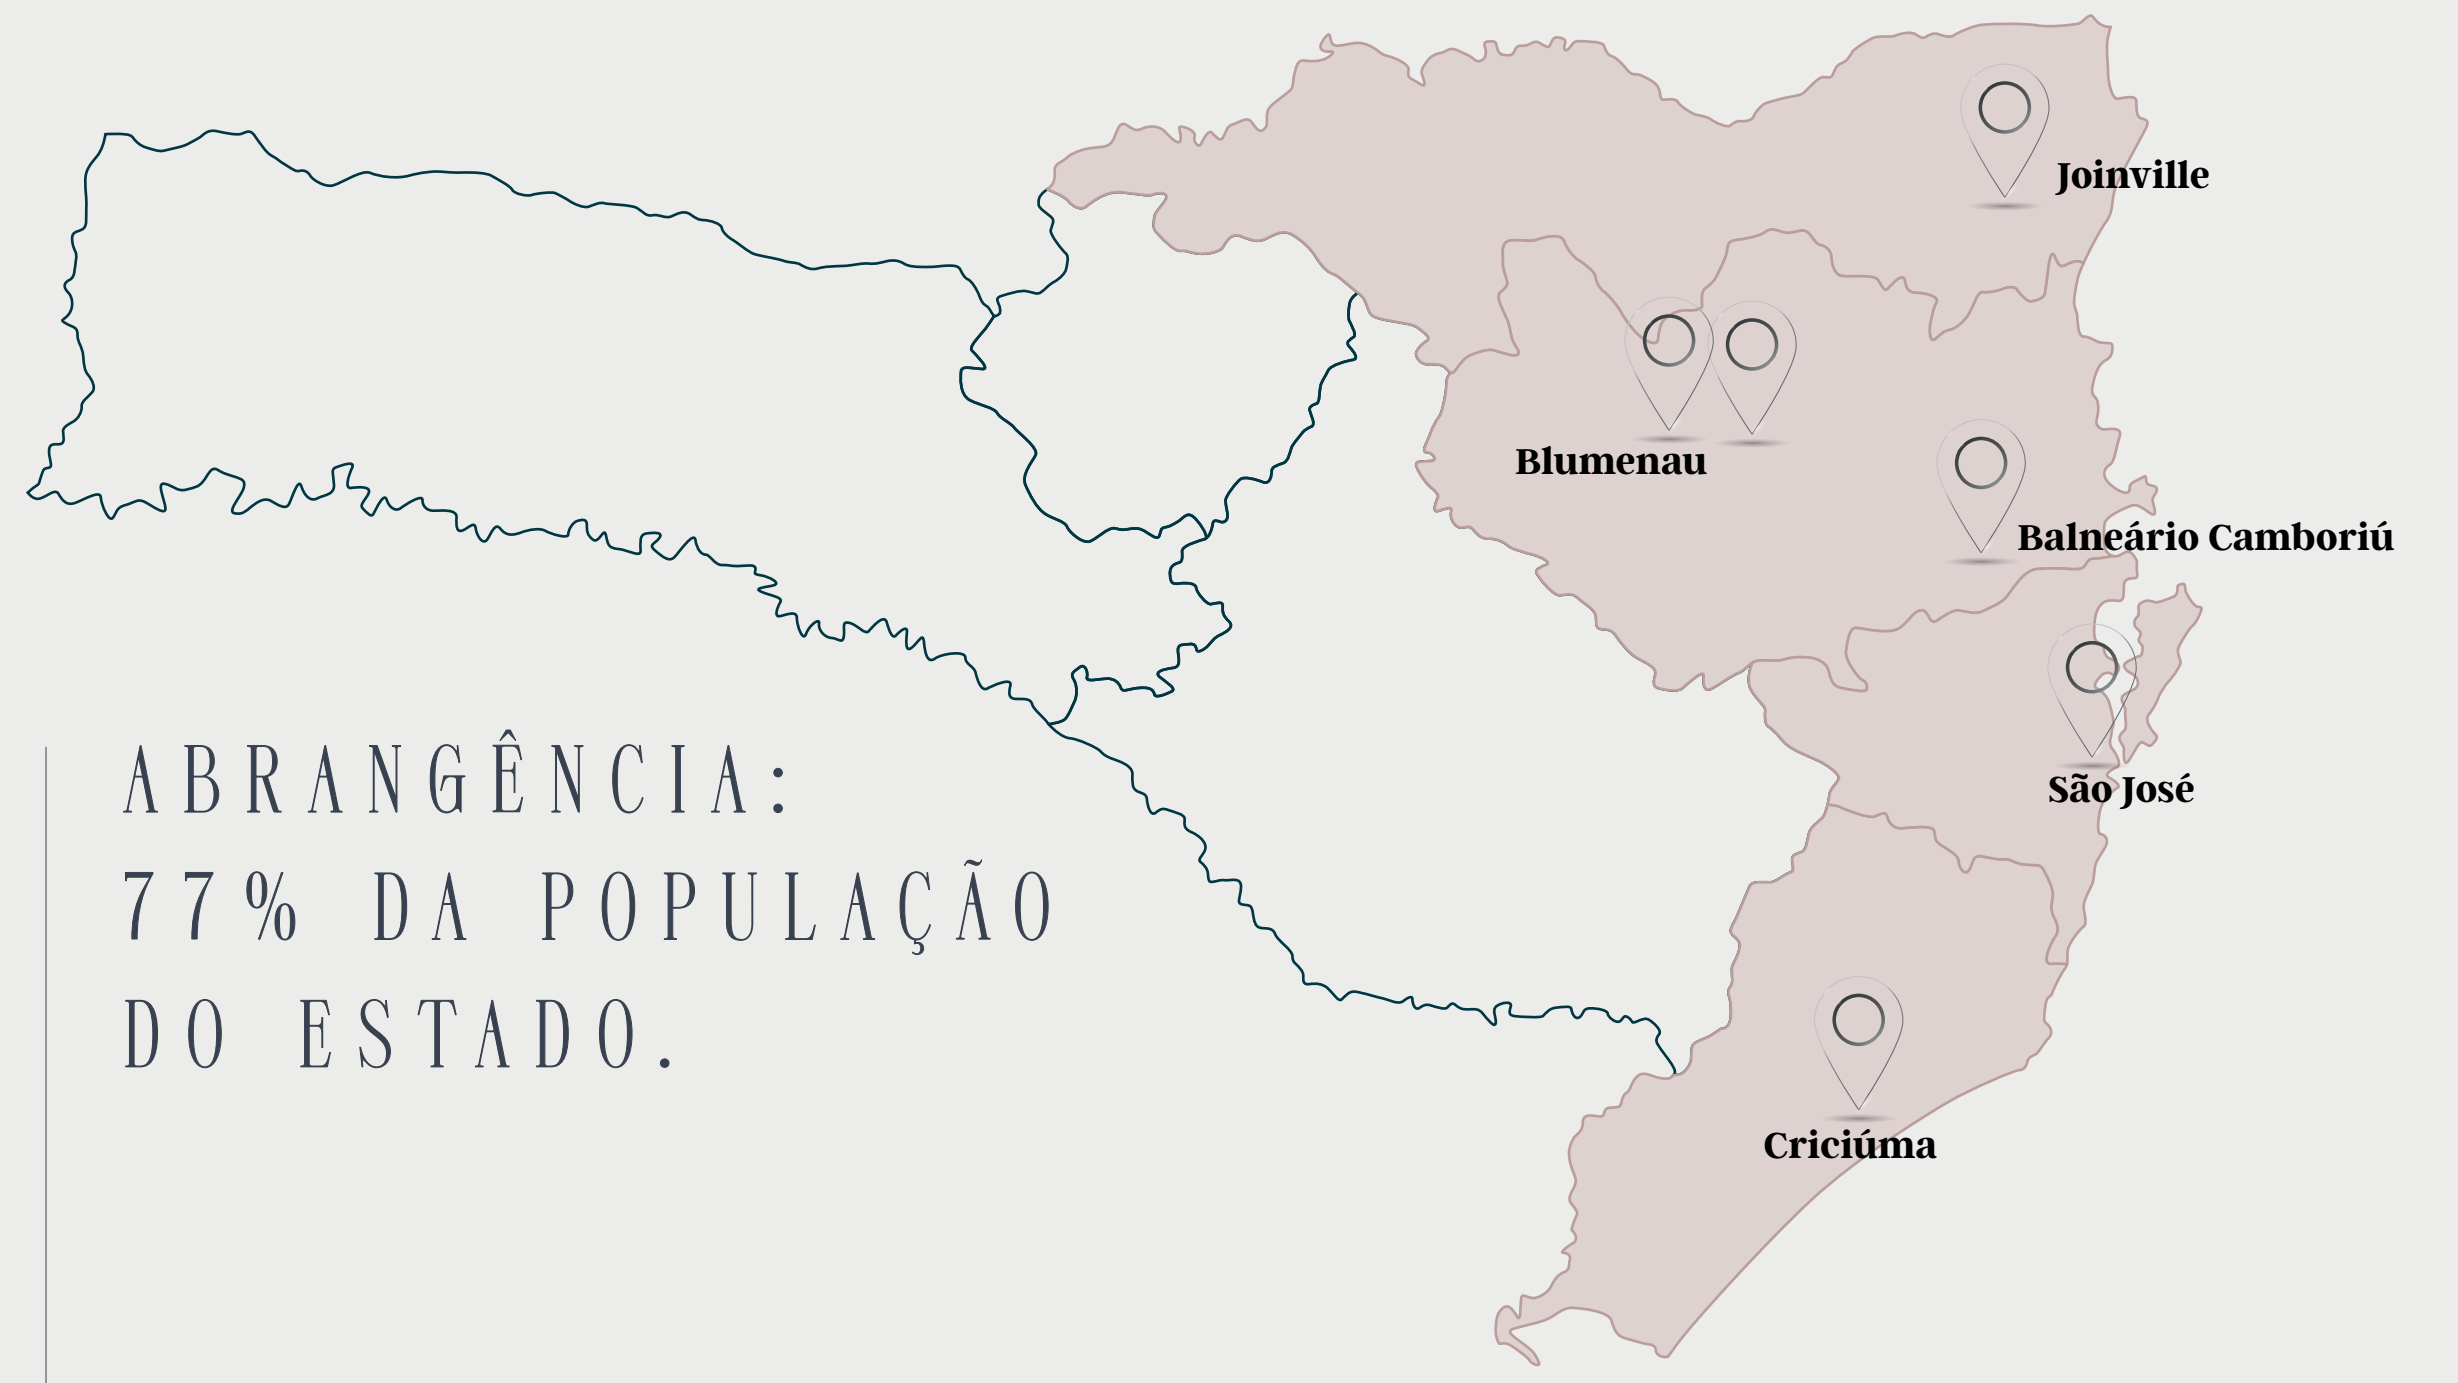 Joinville
Blumenau
Balneário Camboriú
São José
Criciúma
ABRANGÊNCIA:
77% DA POPULAÇÃO
DO ESTADO.